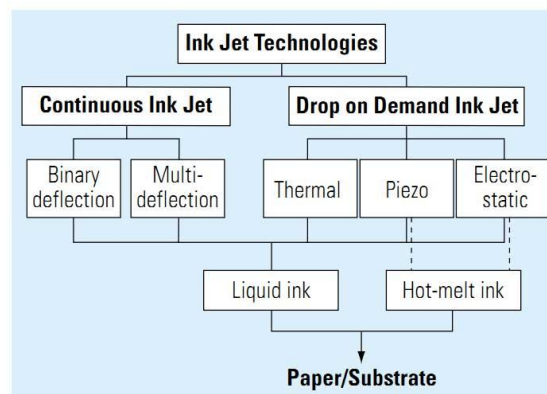 Ink Jet Technologies
Continuous Ink Jet
Drop on Demand Ink Jet
Binary
deflection
Multi-
deflection
Thermal
Piezo
Electro-
static
Liquid ink
Hot-melt ink
Paper/Substrate